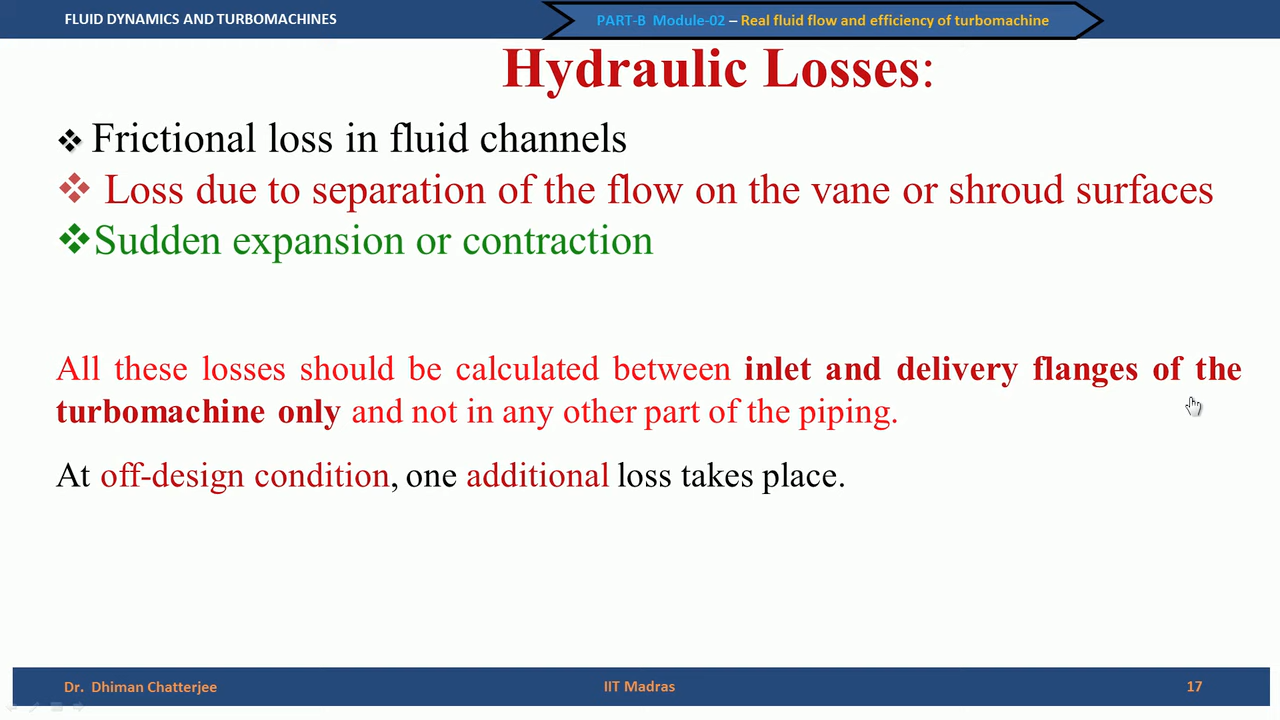 FLUID DYNAMICS AND TURBOMACHINES
PART-B Module-02 – Real fluid flow and efficiency of turbomachine
Hydraulic Losses:
❖ Frictional loss in fluid channels
❖ Loss due to separation of the flow on the vane or shroud surfaces
❖Sudden expansion or contraction
All these losses should be calculated between inlet and delivery flanges of the
turbomachine only and not in any other part of the piping.
At off-design condition, one additional loss takes place.
Dr. Dhiman Chatterjee
IIT Madras
17